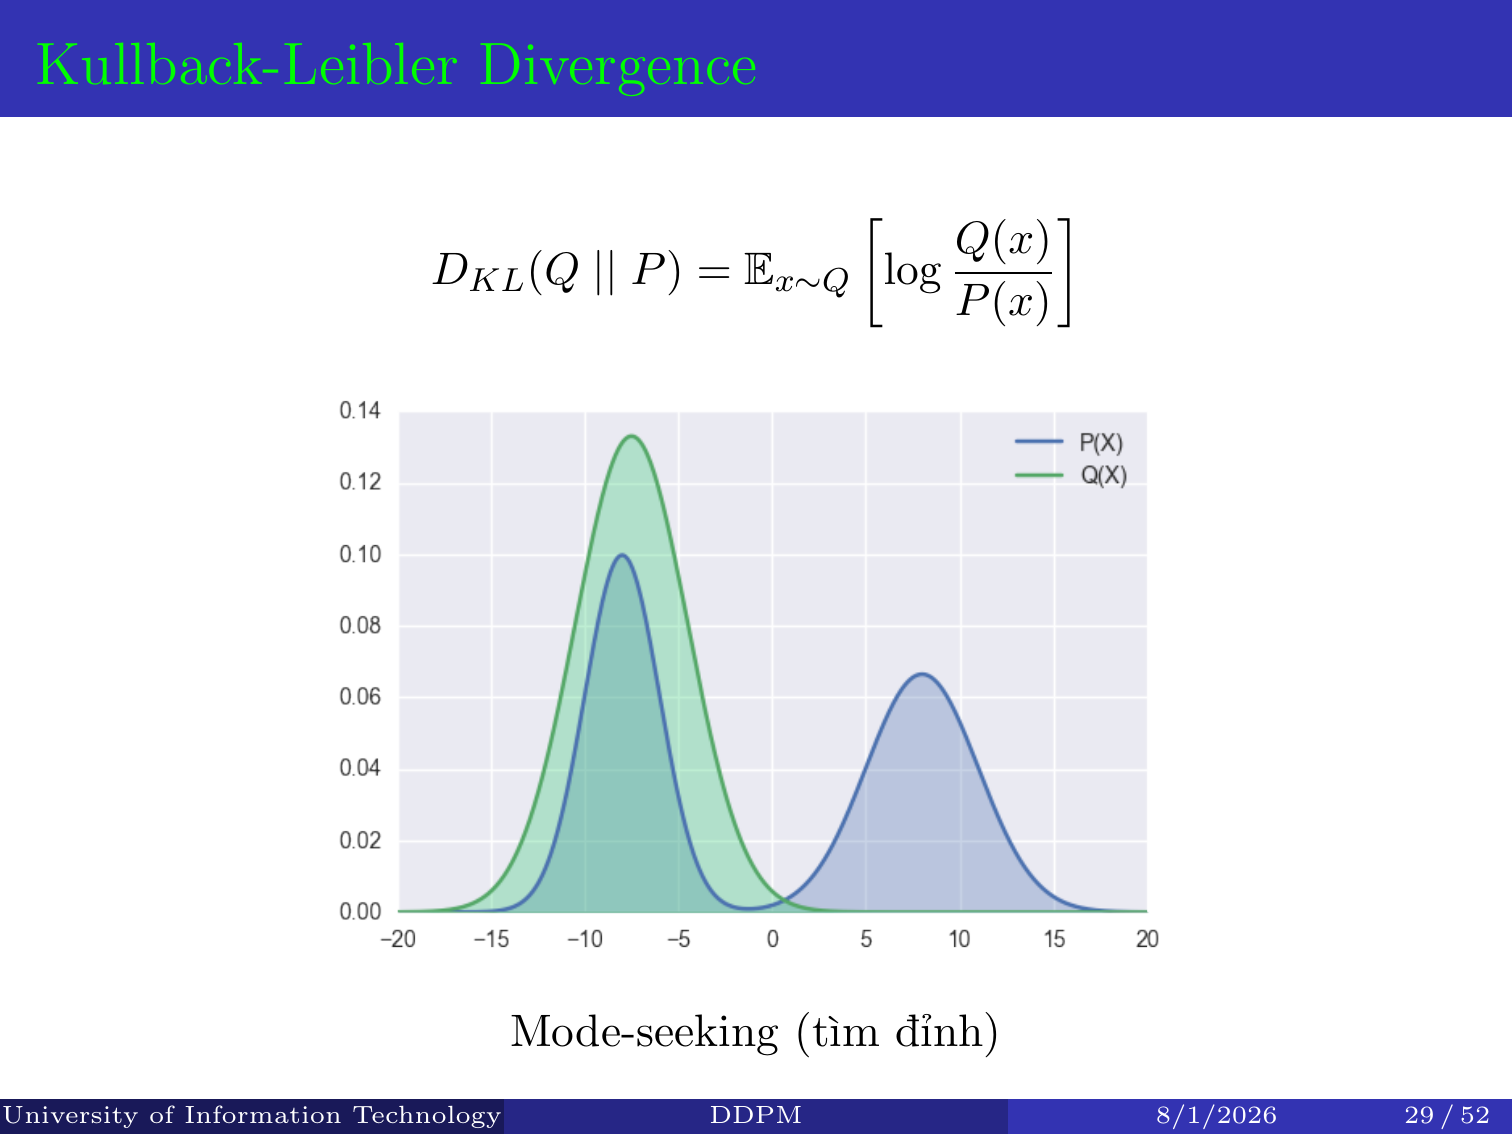 Kullback-Leibler Divergence
D_{KL}(Q || P) = 𝔼_{x∼Q} [log Q(x)/P(x)]
0.14
0.12
0.10
0.08
0.06
0.04
0.02
0.00
P(X)
Q(X)
−20 −15 −10 −5 0 5 10 15 20
Mode-seeking (tìm đỉnh)
University of Information Technology DDPM 8/1/2026 29 / 52